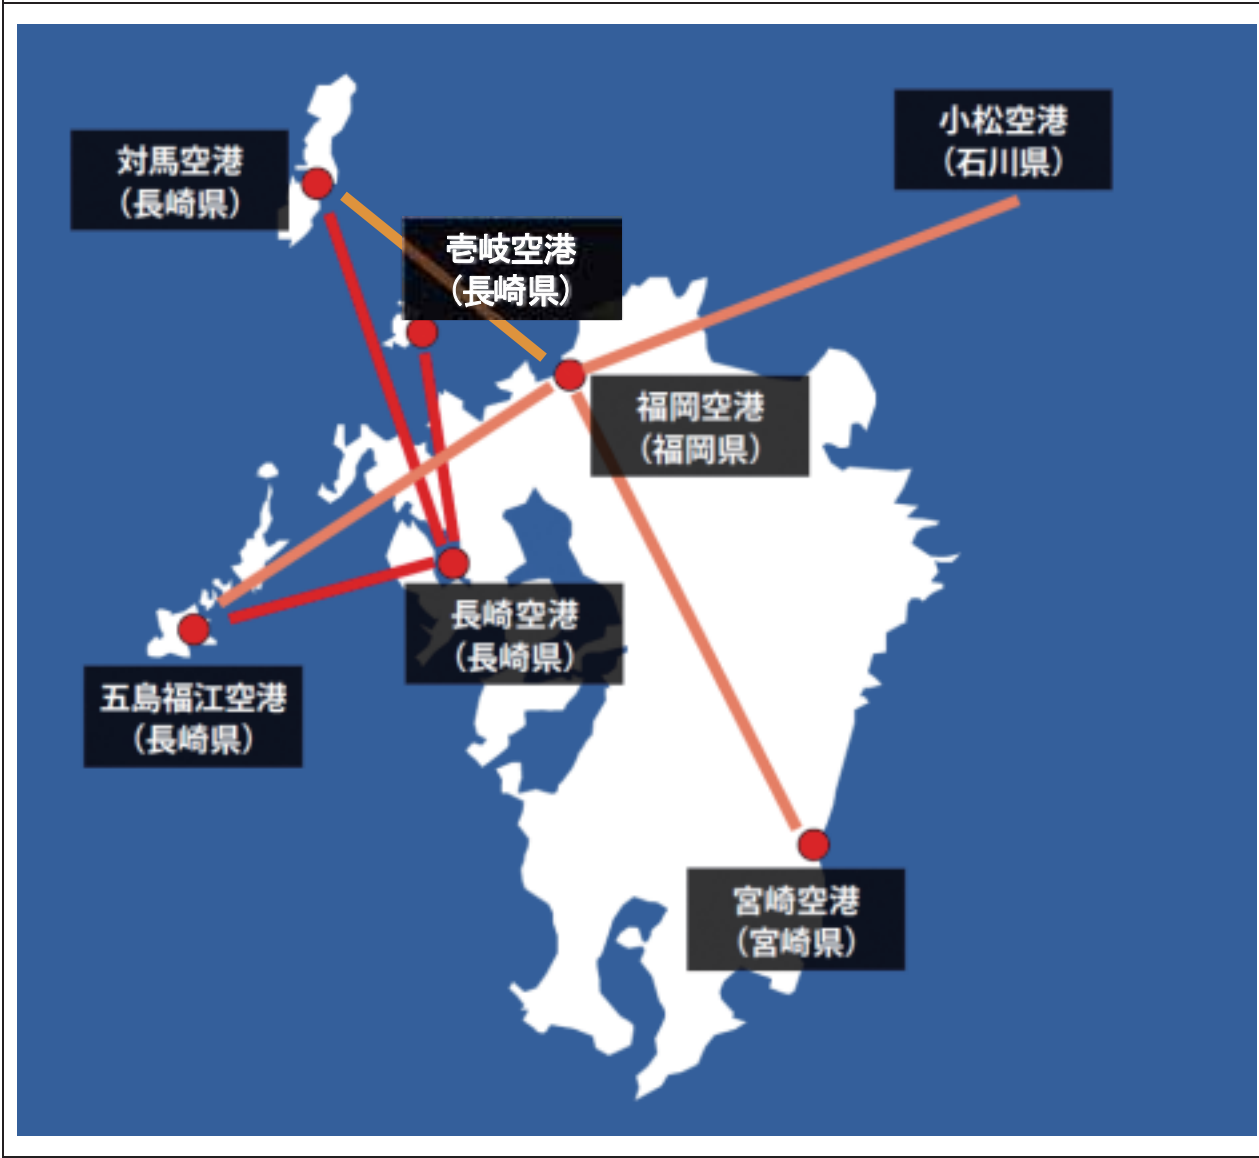 小松空港
（石川県）
対馬空港
（長崎県）
壱岐空港
（長崎県）
福岡空港
（福岡県）
長崎空港
（長崎県）
五島福江空港
（長崎県）
宮崎空港
（宮崎県）